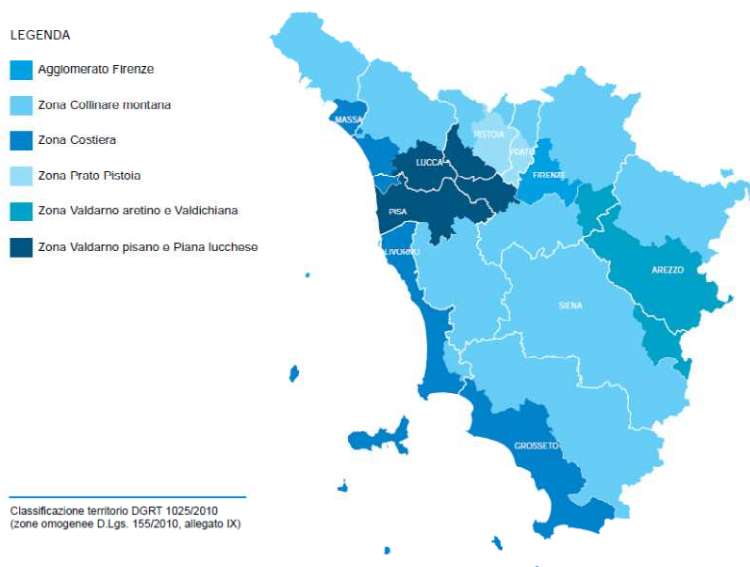 LEGENDA
Agglomerato Firenze
Zona Collinare montana
Zona Costiera
Zona Prato Pistoia
Zona Valdarno aretino e Valdichiana
Zona Valdarno pisano e Piana lucchese
MASSA
PISTOIA
PRATO
LUCCA
FIRENZE
PISA
LIVORNO
AREZZO
SIENA
GROSSETO
Classificazione territorio DGRT 1025/2010
(zone omogenee D.Lgs. 155/2010, allegato IX)